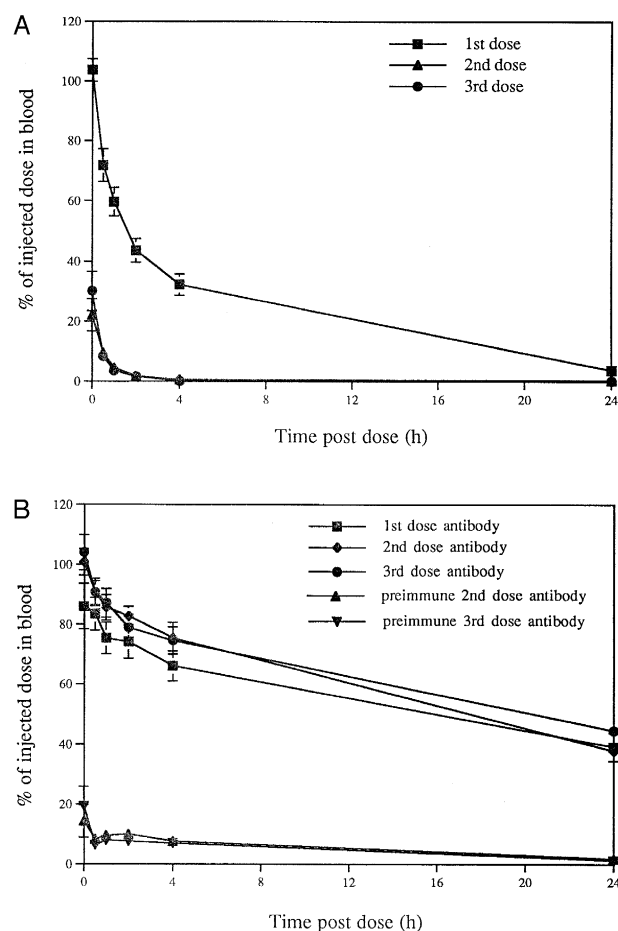 A
120
100
80
60
40
20
0
% of injected dose in blood
1st dose
2nd dose
3rd dose
0 4 8 12 16 20 24
Time post dose (h)
B
120
100
80
60
40
20
0
% of injected dose in blood
1st dose antibody
2nd dose antibody
3rd dose antibody
preimmune 2nd dose antibody
preimmune 3rd dose antibody
0 4 8 12 16 20 24
Time post dose (h)